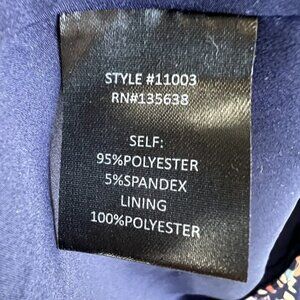 STYLE #11003
RN#135638
SELF:
95%POLYESTER
5%SPANDEX
LINING
100%POLYESTER